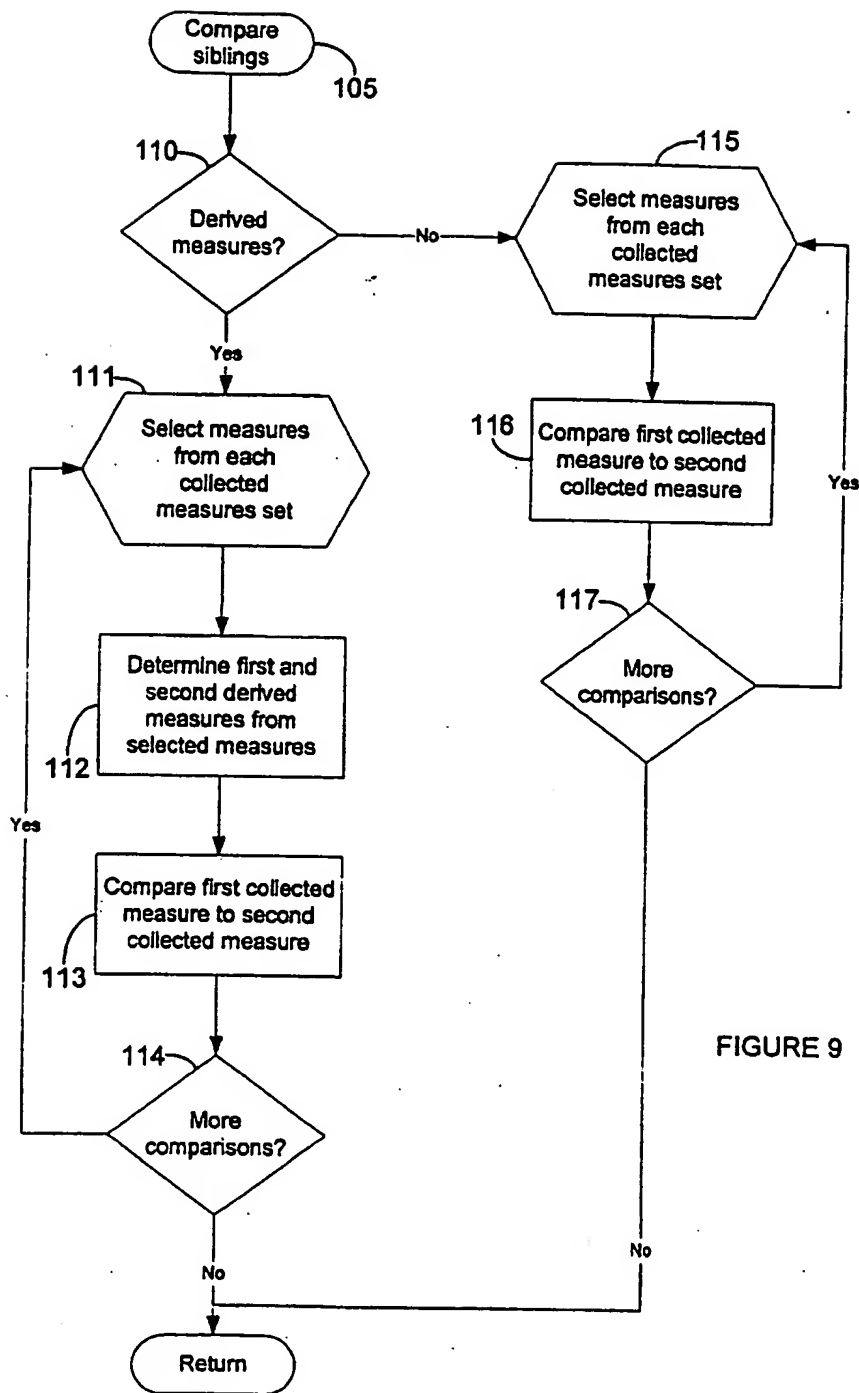 Compare
siblings
105
110
Derived
measures?
No
115
Select measures
from each
collected
measures set
Yes
111
Select measures
from each
collected
measures set
116
Compare first collected
measure to second
collected measure
Yes
117
More
comparisons?
Determine first and
second derived
measures from
selected measures
112
Yes
Compare first collected
measure to second
collected measure
113
114
More
comparisons?
FIGURE 9
No
No
Return